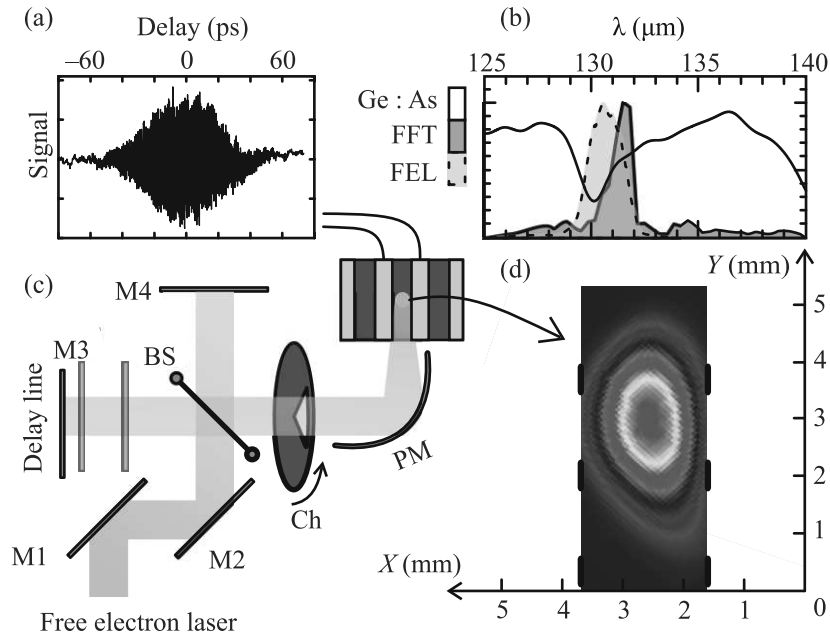 (a)
Delay (ps)
−60 0 60
Signal
(b)
λ (μm)
125 130 135 140
Ge : As
FFT
FEL
(c)
M4
M3
BS
Delay line
PM
Ch
M1
M2
Free electron laser
(d)
Y (mm)
5
4
3
2
1
0
X (mm)
5 4 3 2 1 0